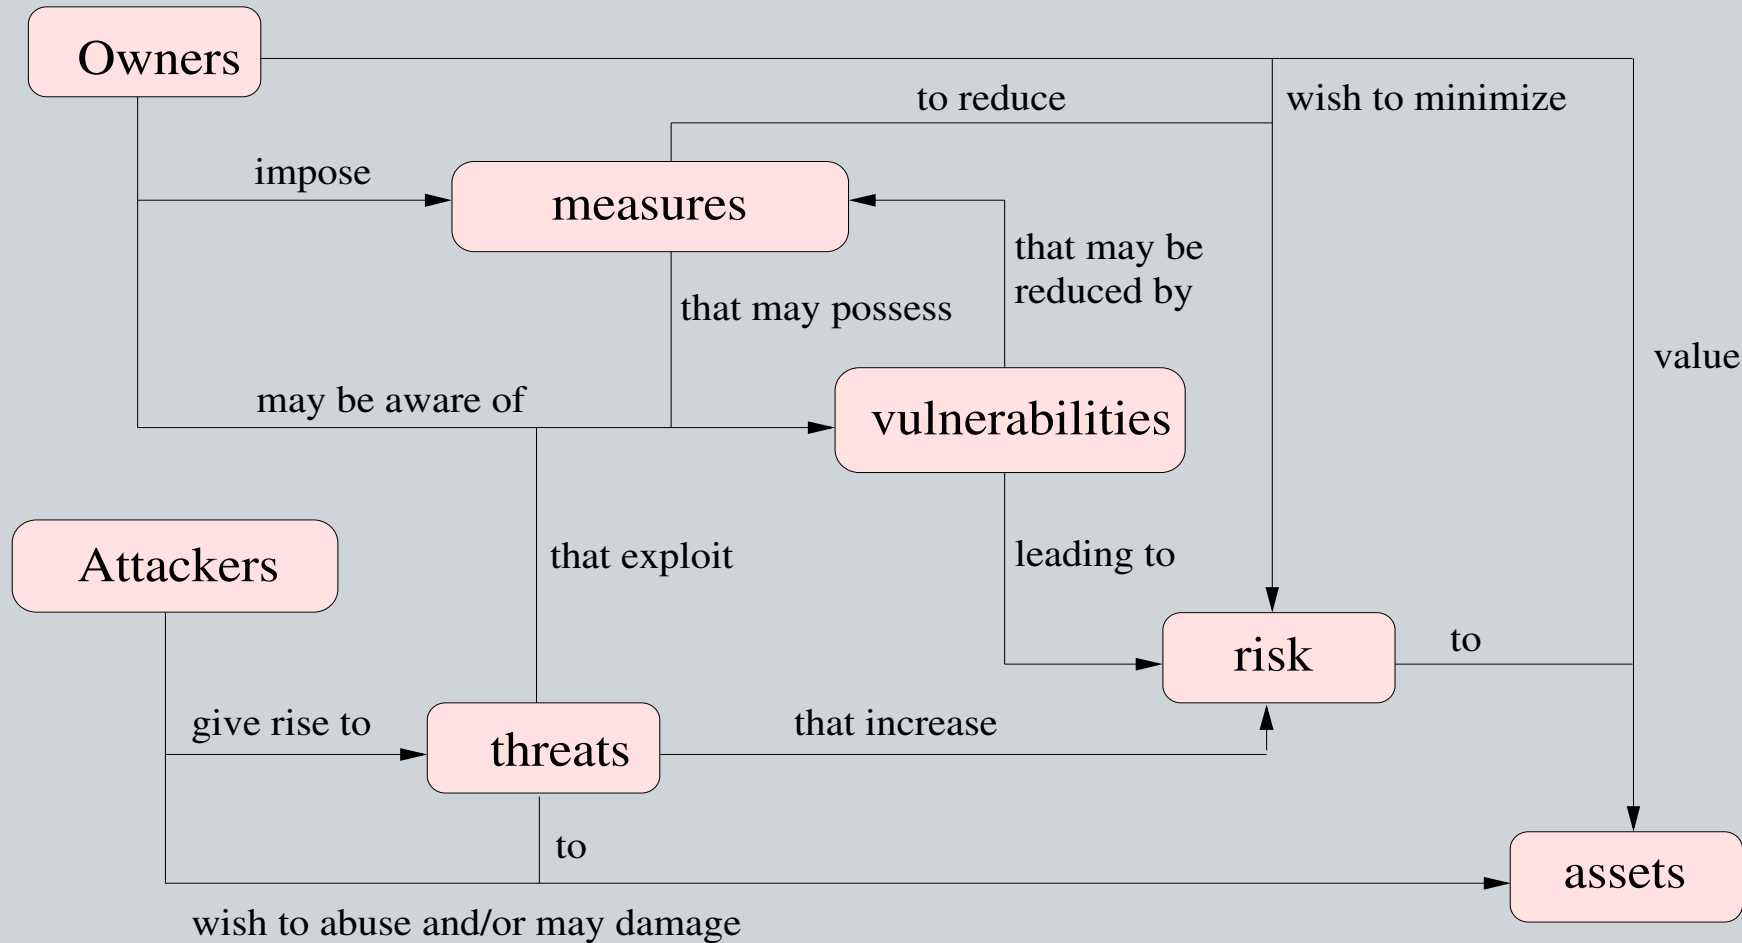 Owners
to reduce
wish to minimize
impose
measures
that may be
reduced by
that may possess
value
may be aware of
vulnerabilities
that exploit
leading to
Attackers
risk
to
give rise to
threats
that increase
to
assets
wish to abuse and/or may damage